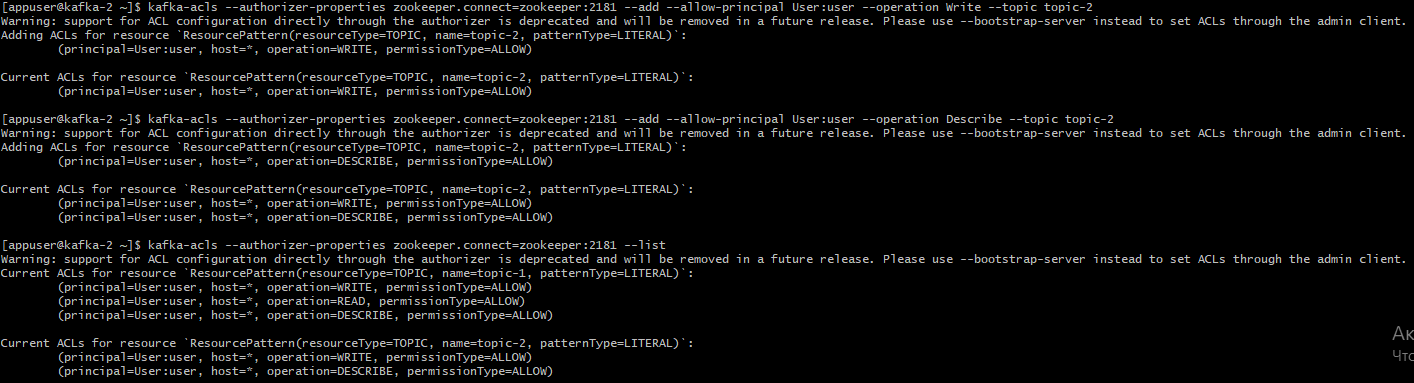 [appuser@kafka-2 ~]$ kafka-acls --authorizer-properties zookeeper.connect=zookeeper:2181 --add --allow-principal User:user --operation Write --topic topic-2
Warning: support for ACL configuration directly through the authorizer is deprecated and will be removed in a future release. Please use --bootstrap-server instead to set ACLs through the admin client.
Adding ACLs for resource `ResourcePattern(resourceType=TOPIC, name=topic-2, patternType=LITERAL)`:
(principal=User:user, host=*, operation=WRITE, permissionType=ALLOW)
Current ACLs for resource `ResourcePattern(resourceType=TOPIC, name=topic-2, patternType=LITERAL)`:
(principal=User:user, host=*, operation=WRITE, permissionType=ALLOW)
[appuser@kafka-2 ~]$ kafka-acls --authorizer-properties zookeeper.connect=zookeeper:2181 --add --allow-principal User:user --operation Describe --topic topic-2
Warning: support for ACL configuration directly through the authorizer is deprecated and will be removed in a future release. Please use --bootstrap-server instead to set ACLs through the admin client.
Adding ACLs for resource `ResourcePattern(resourceType=TOPIC, name=topic-2, patternType=LITERAL)`:
(principal=User:user, host=*, operation=DESCRIBE, permissionType=ALLOW)
Current ACLs for resource `ResourcePattern(resourceType=TOPIC, name=topic-2, patternType=LITERAL)`:
(principal=User:user, host=*, operation=WRITE, permissionType=ALLOW)
(principal=User:user, host=*, operation=DESCRIBE, permissionType=ALLOW)
[appuser@kafka-2 ~]$ kafka-acls --authorizer-properties zookeeper.connect=zookeeper:2181 --list
Warning: support for ACL configuration directly through the authorizer is deprecated and will be removed in a future release. Please use --bootstrap-server instead to set ACLs through the admin client.
Current ACLs for resource `ResourcePattern(resourceType=TOPIC, name=topic-1, patternType=LITERAL)`:
(principal=User:user, host=*, operation=WRITE, permissionType=ALLOW)
(principal=User:user, host=*, operation=READ, permissionType=ALLOW)
(principal=User:user, host=*, operation=DESCRIBE, permissionType=ALLOW)
Current ACLs for resource `ResourcePattern(resourceType=TOPIC, name=topic-2, patternType=LITERAL)`:
(principal=User:user, host=*, operation=WRITE, permissionType=ALLOW)
(principal=User:user, host=*, operation=DESCRIBE, permissionType=ALLOW)